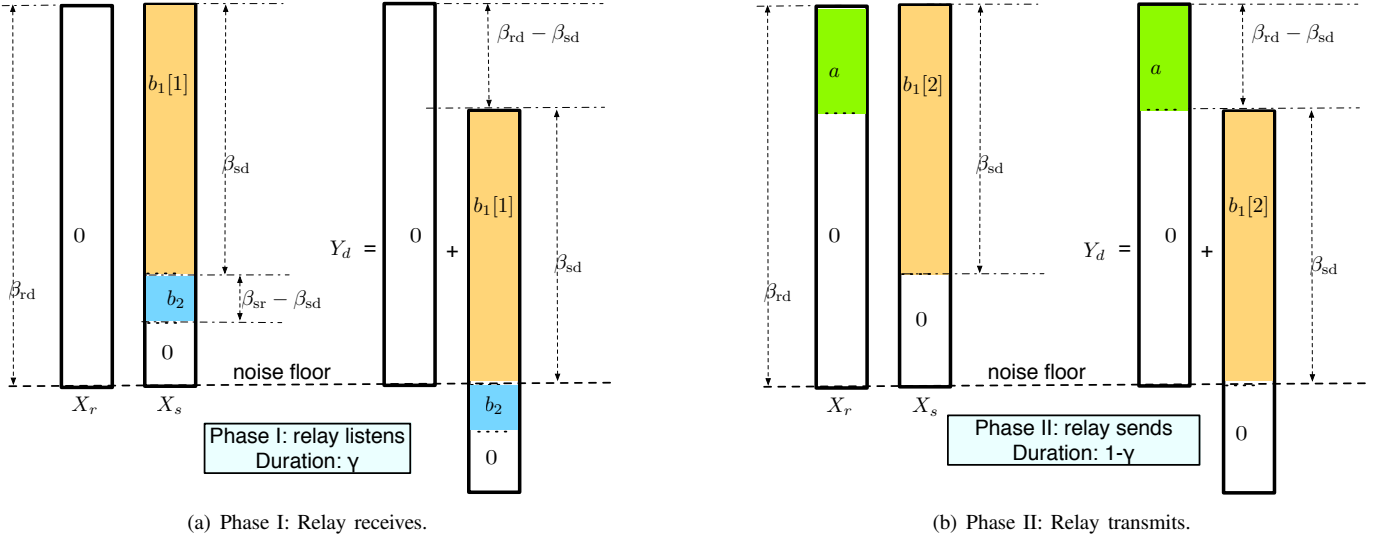 β_rd
0
X_r
b_1[1]
b_2
0
X_s
β_sd
β_sr − β_sd
Y_d =
0
+
b_1[1]
b_2
0
β_rd − β_sd
β_sd
noise floor
Phase I: relay listens
Duration: γ
(a) Phase I: Relay receives.
β_rd
a
0
X_r
b_1[2]
0
X_s
β_sd
Y_d =
a
0
+
b_1[2]
0
β_rd − β_sd
β_sd
noise floor
Phase II: relay sends
Duration: 1-γ
(b) Phase II: Relay transmits.